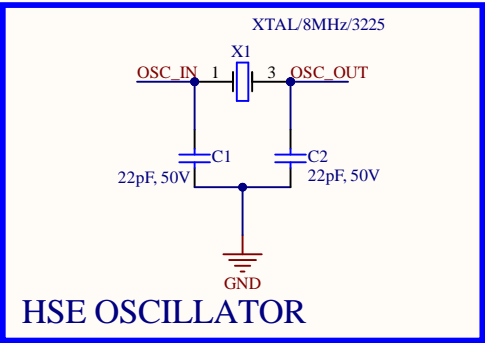 XTAL/8MHz/3225
X1
OSC_IN 1 3 OSC_OUT
C1 C2
22pF, 50V 22pF, 50V
GND
HSE OSCILLATOR